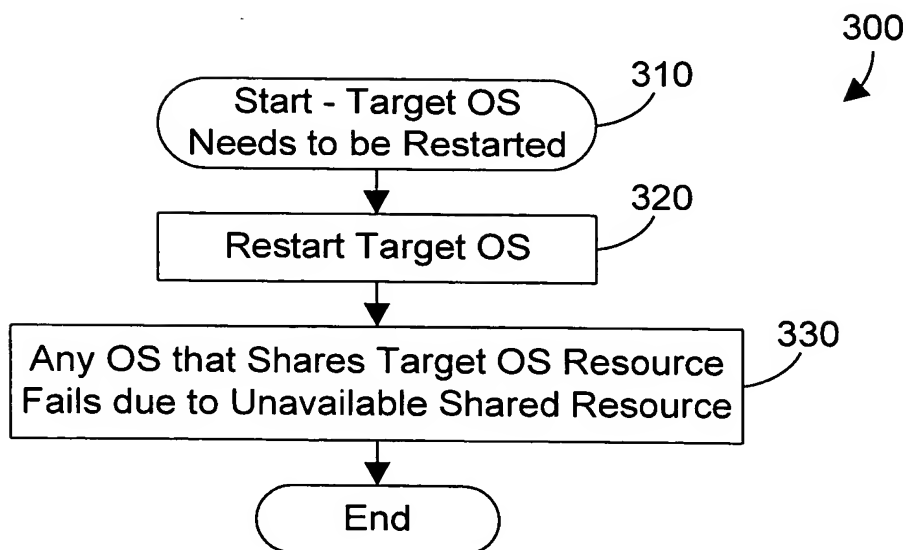 300
310
Start - Target OS
Needs to be Restarted
320
Restart Target OS
330
Any OS that Shares Target OS Resource
Fails due to Unavailable Shared Resource
End